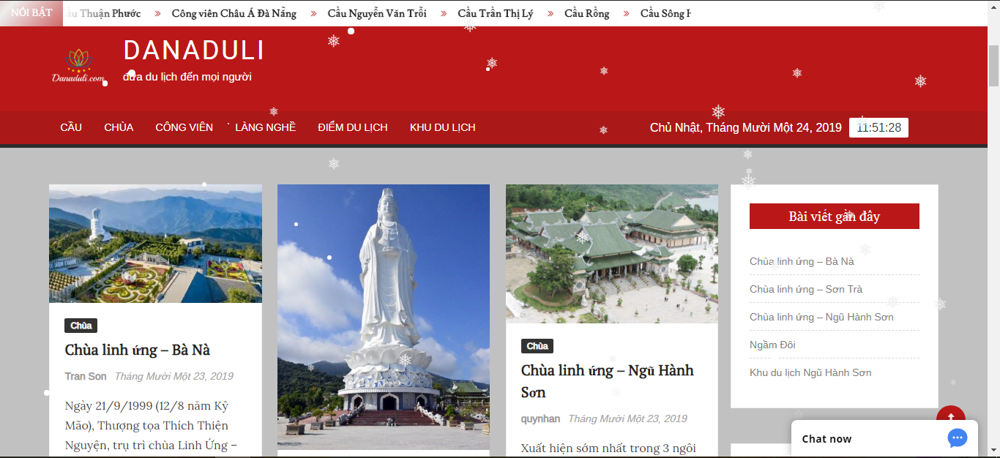 NỔI BẬT
ầu Thuận Phước » Công viên Châu Á Đà Nẵng » Cầu Nguyễn Văn Trỗi » Cầu Trần Thị Lý » Cầu Rồng » Cầu Sông H
Danaduli.com
DANADULI
đưa du lịch đến mọi người
CẦU CHÙA CÔNG VIÊN LÀNG NGHỀ ĐIỂM DU LỊCH KHU DU LỊCH
Chủ Nhật, Tháng Mười Một 24, 2019 11:51:28
Chùa
Chùa linh ứng – Bà Nà
Tran Son Tháng Mười Một 23, 2019
Ngày 21/9/1999 (12/8 năm Kỷ
Mão), Thượng tọa Thích Thiện
Nguyện, trụ trì chùa Linh Ứng –
Chùa
Chùa linh ứng – Ngũ Hành
Sơn
quynhan Tháng Mười Một 23, 2019
Xuất hiện sớm nhất trong 3 ngôi
Bài viết gần đây
Chùa linh ứng – Bà Nà
Chùa linh ứng – Sơn Trà
Chùa linh ứng – Ngũ Hành Sơn
Ngầm Đôi
Khu du lịch Ngũ Hành Sơn
Chat now